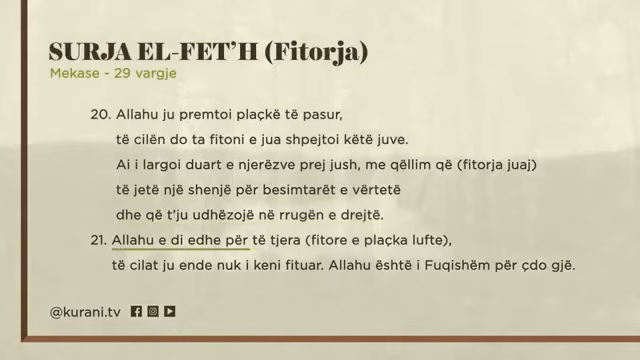 SURJA EL-FET’H (Fitorja)
Mekase - 29 vargje
20. Allahu ju premtoi plaçkë të pasur,
të cilën do ta fitoni e jua shpejtoi këtë juve.
Ai i largoi duart e njerëzve prej jush, me qëllim që (fitorja juaj)
të jetë një shenjë për besimtarët e vërtetë
dhe që t’ju udhëzojë në rrugën e drejtë.
21. Allahu e di edhe për të tjera (fitore e plaçka lufte),
të cilat ju ende nuk i keni fituar. Allahu është i Fuqishëm për çdo gjë.
@kurani.tv